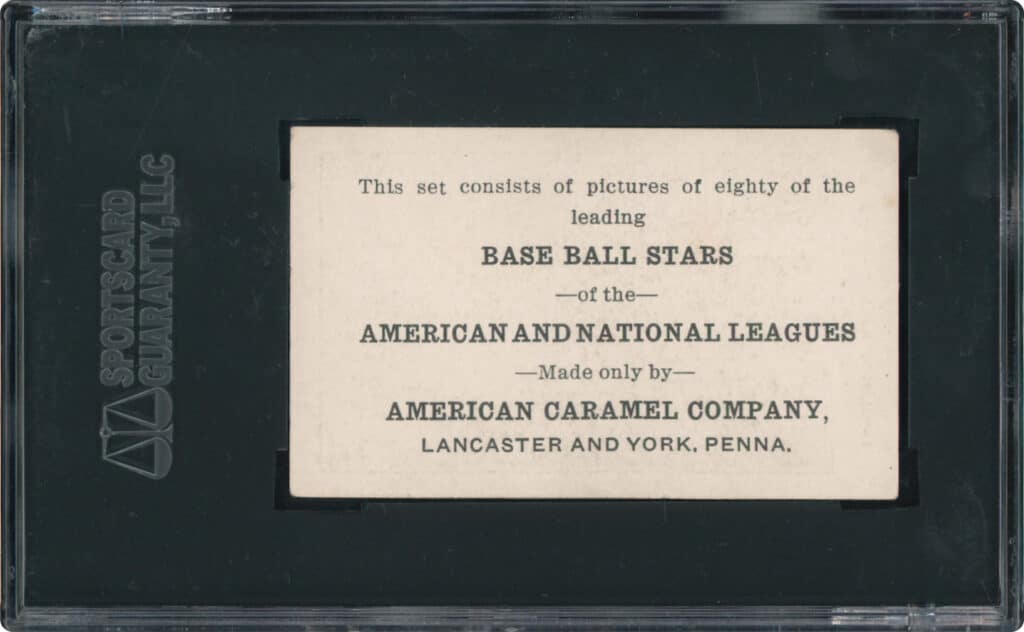 This set consists of pictures of eighty of the
leading
BASE BALL STARS
—of the—
AMERICAN AND NATIONAL LEAGUES
—Made only by—
AMERICAN CARAMEL COMPANY,
LANCASTER AND YORK, PENNA.
SPORTSCARD
GUARANTY, LLC